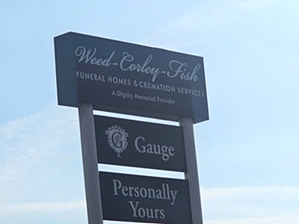 Weed-Corley-Fish
FUNERAL HOMES & CREMATION SERVICES
A Dignity Memorial Provider
Gauge
Personally
Yours